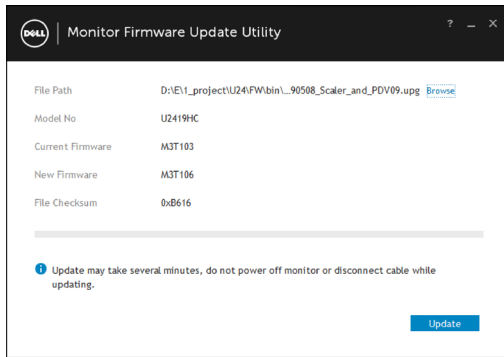 DELL Monitor Firmware Update Utility ? _ X
File Path D:\E\1_project\U24\FW\bin\...90508_Scaler_and_PDV09.upg Browse
Model No U2419HC
Current Firmware M3T103
New Firmware M3T106
File Checksum 0xB616
i Update may take several minutes, do not power off monitor or disconnect cable while
updating.
Update